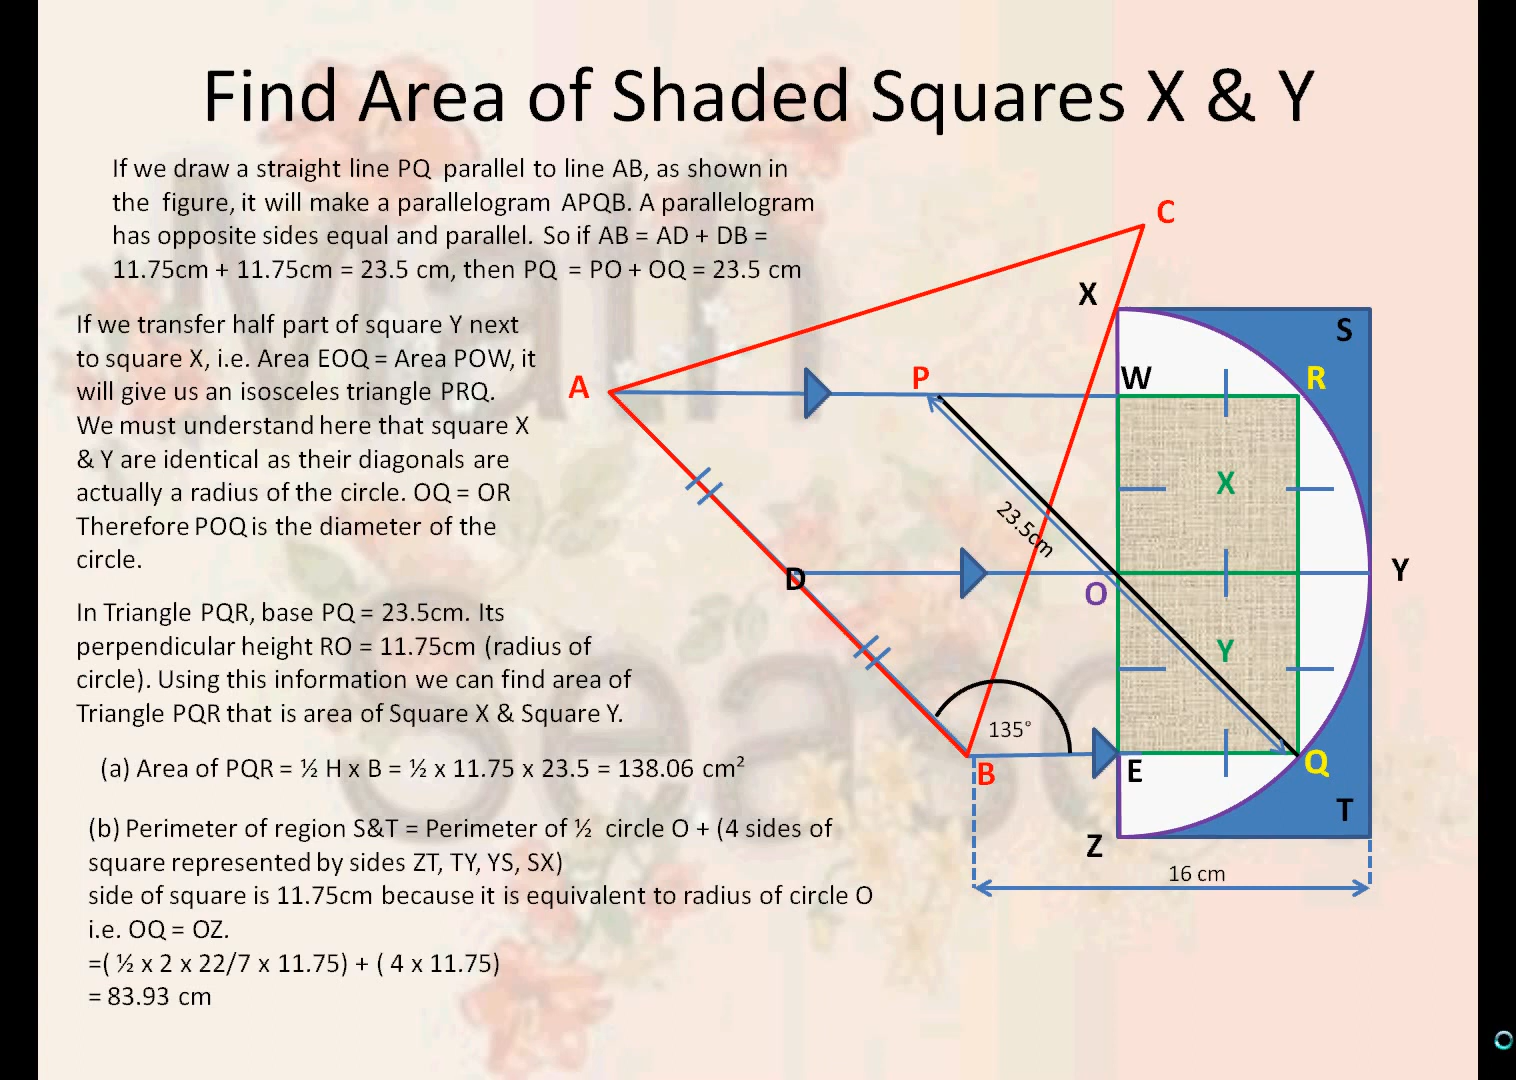 Find Area of Shaded Squares X & Y
If we draw a straight line PQ parallel to line AB, as shown in
the figure, it will make a parallelogram APQB. A parallelogram
has opposite sides equal and parallel. So if AB = AD + DB =
11.75cm + 11.75cm = 23.5 cm, then PQ = PO + OQ = 23.5 cm
If we transfer half part of square Y next
to square X, i.e. Area EOQ = Area POW, it
will give us an isosceles triangle PRQ.
We must understand here that square X
& Y are identical as their diagonals are
actually a radius of the circle. OQ = OR
Therefore POQ is the diameter of the
circle.
In Triangle PQR, base PQ = 23.5cm. Its
perpendicular height RO = 11.75cm (radius of
circle). Using this information we can find area of
Triangle PQR that is area of Square X & Square Y.
(a) Area of PQR = ½ H x B = ½ x 11.75 x 23.5 = 138.06 cm²
(b) Perimeter of region S&T = Perimeter of ½ circle O + (4 sides of
square represented by sides ZT, TY, YS, SX)
side of square is 11.75cm because it is equivalent to radius of circle O
i.e. OQ = OZ.
=( ½ x 2 x 22/7 x 11.75) + ( 4 x 11.75)
= 83.93 cm
C
X
S
A
P
W
R
X
23.5cm
D
O
Y
Y
135°
B
E
Q
T
Z
16 cm
Math
Season